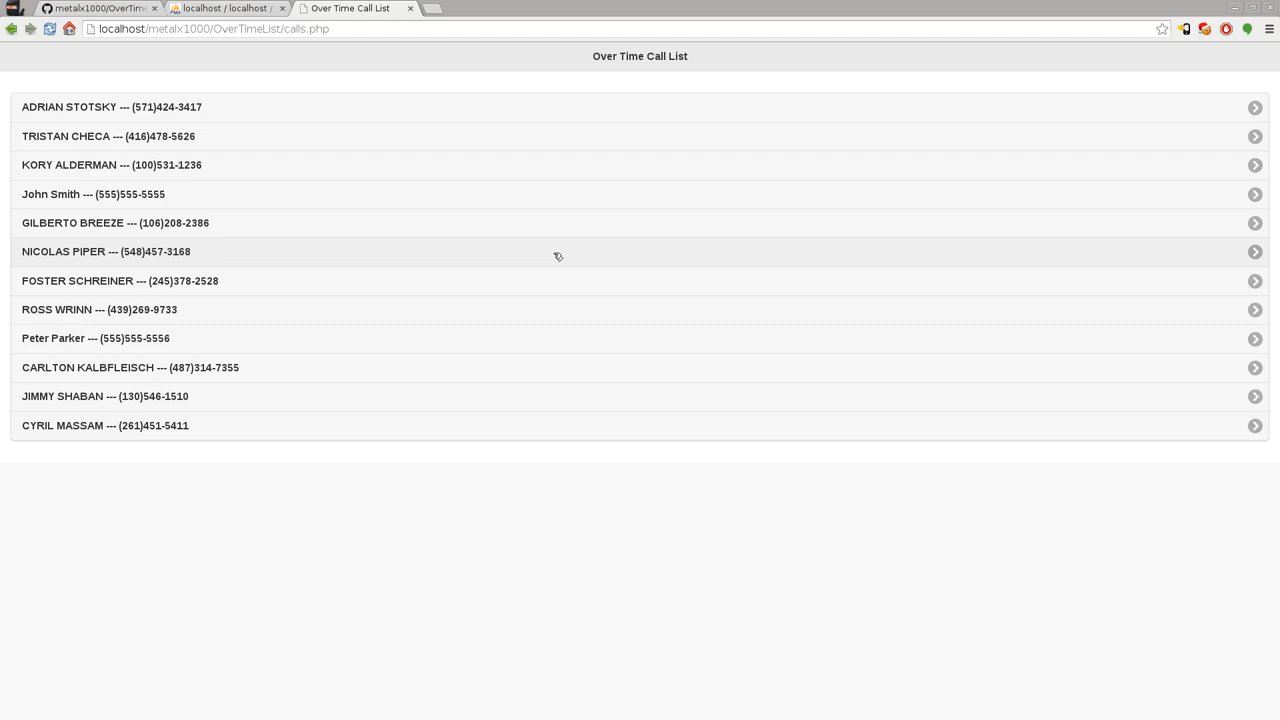 metalx1000/OverTim
localhost / localhost /
Over Time Call List
localhost/metalx1000/OverTimeList/calls.php
Over Time Call List
ADRIAN STOTSKY --- (571)424-3417
TRISTAN CHECA --- (416)478-5626
KORY ALDERMAN --- (100)531-1236
John Smith --- (555)555-5555
GILBERTO BREEZE --- (106)208-2386
NICOLAS PIPER --- (548)457-3168
FOSTER SCHREINER --- (245)378-2528
ROSS WRINN --- (439)269-9733
Peter Parker --- (555)555-5556
CARLTON KALBFLEISCH --- (487)314-7355
JIMMY SHABAN --- (130)546-1510
CYRIL MASSAM --- (261)451-5411